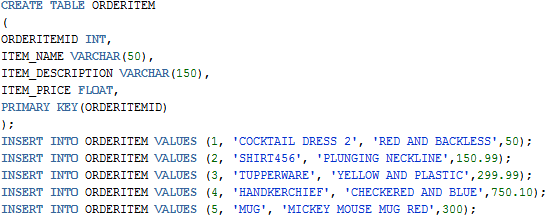 CREATE TABLE ORDERITEM
(
ORDERITEMID INT,
ITEM_NAME VARCHAR(50),
ITEM_DESCRIPTION VARCHAR(150),
ITEM_PRICE FLOAT,
PRIMARY KEY(ORDERITEMID)
);
INSERT INTO ORDERITEM VALUES (1, 'COCKTAIL DRESS 2', 'RED AND BACKLESS',50);
INSERT INTO ORDERITEM VALUES (2, 'SHIRT456', 'PLUNGING NECKLINE',150.99);
INSERT INTO ORDERITEM VALUES (3, 'TUPPERWARE', 'YELLOW AND PLASTIC',299.99);
INSERT INTO ORDERITEM VALUES (4, 'HANDKERCHIEF', 'CHECKERED AND BLUE',750.10);
INSERT INTO ORDERITEM VALUES (5, 'MUG', 'MICKEY MOUSE MUG RED',300);